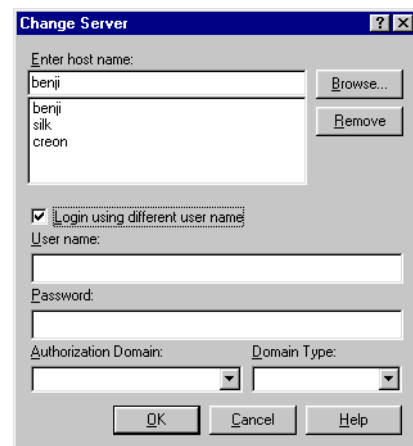 Change Server
Enter host name:
benji
Browse...
benji
silk
creon
Remove
Login using different user name
User name:
Password:
Authorization Domain:
Domain Type:
OK
Cancel
Help